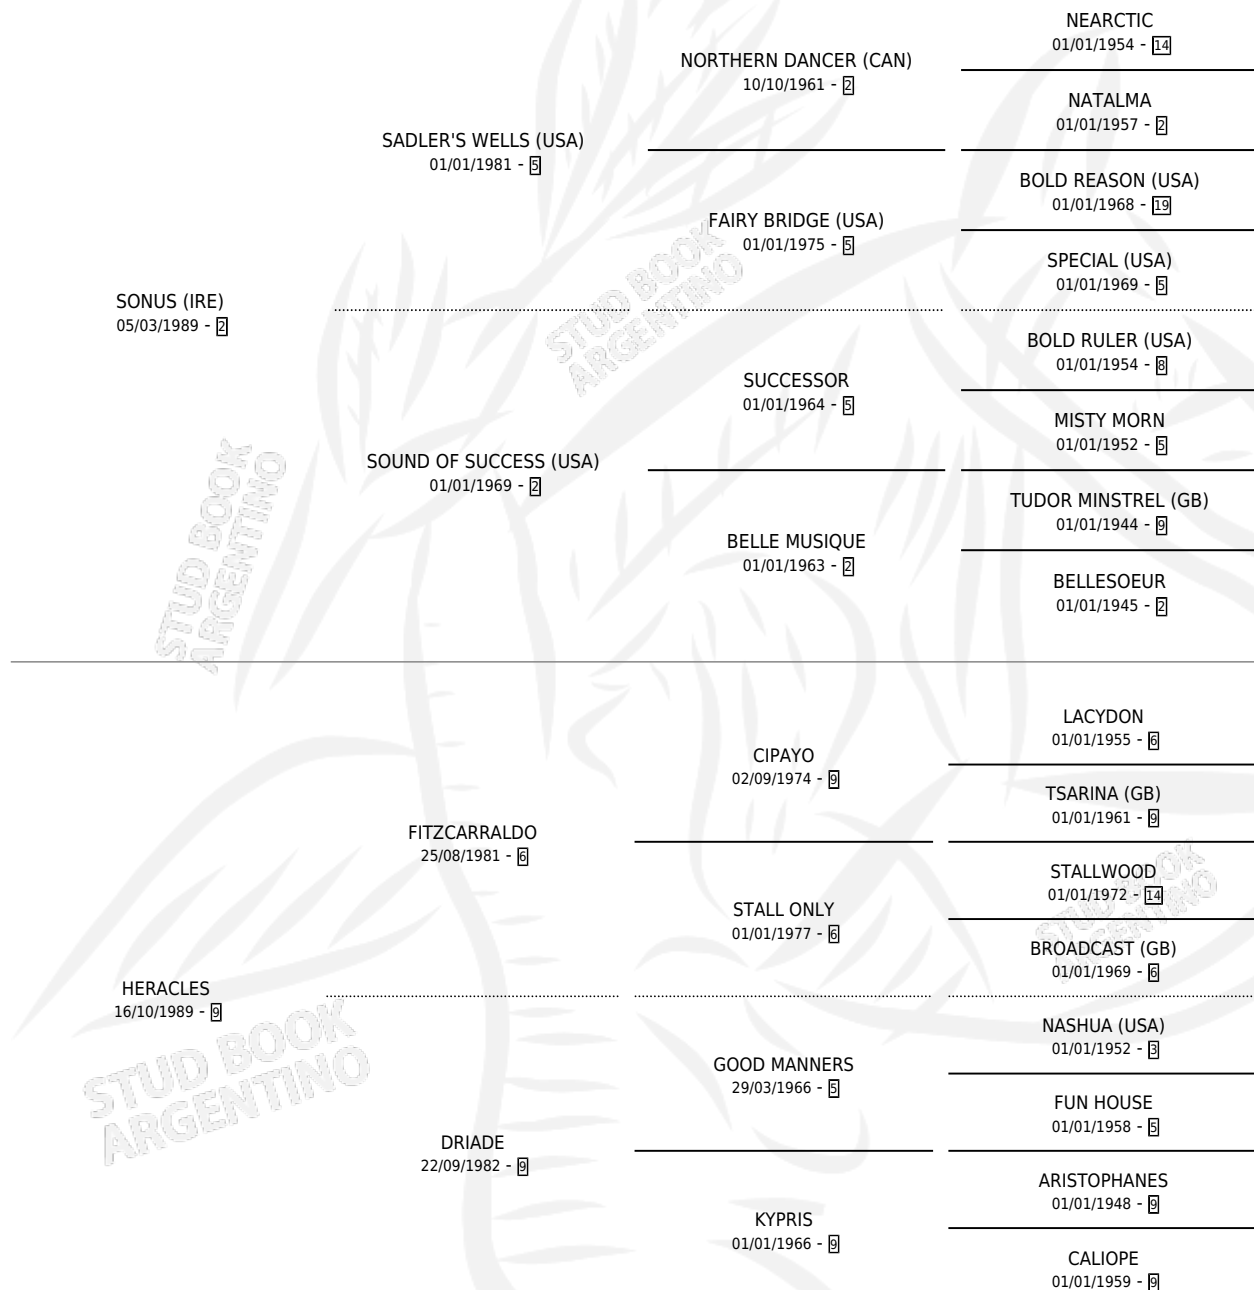 NEARCTIC
01/01/1954 - 14
NORTHERN DANCER (CAN)
10/10/1961 - 2
NATALMA
01/01/1957 - 2
SADLER'S WELLS (USA)
01/01/1981 - 5
BOLD REASON (USA)
01/01/1968 - 19
FAIRY BRIDGE (USA)
01/01/1975 - 5
SPECIAL (USA)
01/01/1969 - 5
STUD BOOK
ARGENTINO
SONUS (IRE)
05/03/1989 - 2
BOLD RULER (USA)
01/01/1954 - 8
SUCCESSOR
01/01/1964 - 5
MISTY MORN
01/01/1952 - 5
SOUND OF SUCCESS (USA)
01/01/1969 - 2
TUDOR MINSTREL (GB)
01/01/1944 - 9
BELLE MUSIQUE
01/01/1963 - 2
BELLESOEUR
01/01/1945 - 2
STUD BOOK
ARGENTINO
LACYDON
01/01/1955 - 6
CIPAYO
02/09/1974 - 9
TSARINA (GB)
01/01/1961 - 9
FITZCARRALDO
25/08/1981 - 6
STALLWOOD
01/01/1972 - 14
STUD BOOK
ARGENTINO
STALL ONLY
01/01/1977 - 6
BROADCAST (GB)
01/01/1969 - 6
HERACLES
16/10/1989 - 9
NASHUA (USA)
01/01/1952 - 3
GOOD MANNERS
29/03/1966 - 5
FUN HOUSE
01/01/1958 - 5
STUD BOOK
ARGENTINO
DRIADE
22/09/1982 - 9
ARISTOPHANES
01/01/1948 - 9
KYPRIS
01/01/1966 - 9
CALIOPE
01/01/1959 - 9